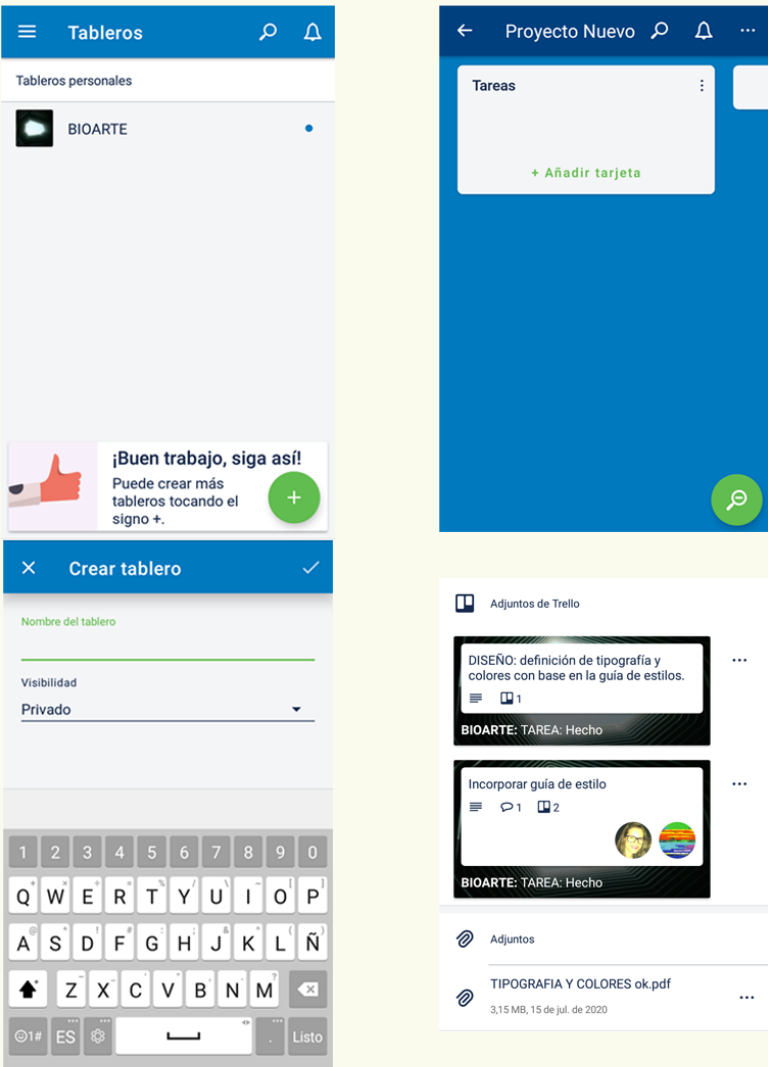 Tableros
Tableros personales
BIOARTE
¡Buen trabajo, siga así!
Puede crear más
tableros tocando el
signo +.
+
Proyecto Nuevo
Tareas
+ Añadir tarjeta
Crear tablero
Nombre del tablero
Visibilidad
Privado
1 2 3 4 5 6 7 8 9 0
Q W E R T Y U I O P
A S D F G H J K L Ñ
Z X C V B N M
1# ES . Listo
Adjuntos de Trello
DISEÑO: definición de tipografía y
colores con base en la guía de estilos.
1
BIOARTE: TAREA: Hecho
Incorporar guía de estilo
1 2
BIOARTE: TAREA: Hecho
Adjuntos
TIPOGRAFIA Y COLORES ok.pdf
3,15 MB, 15 de jul. de 2020